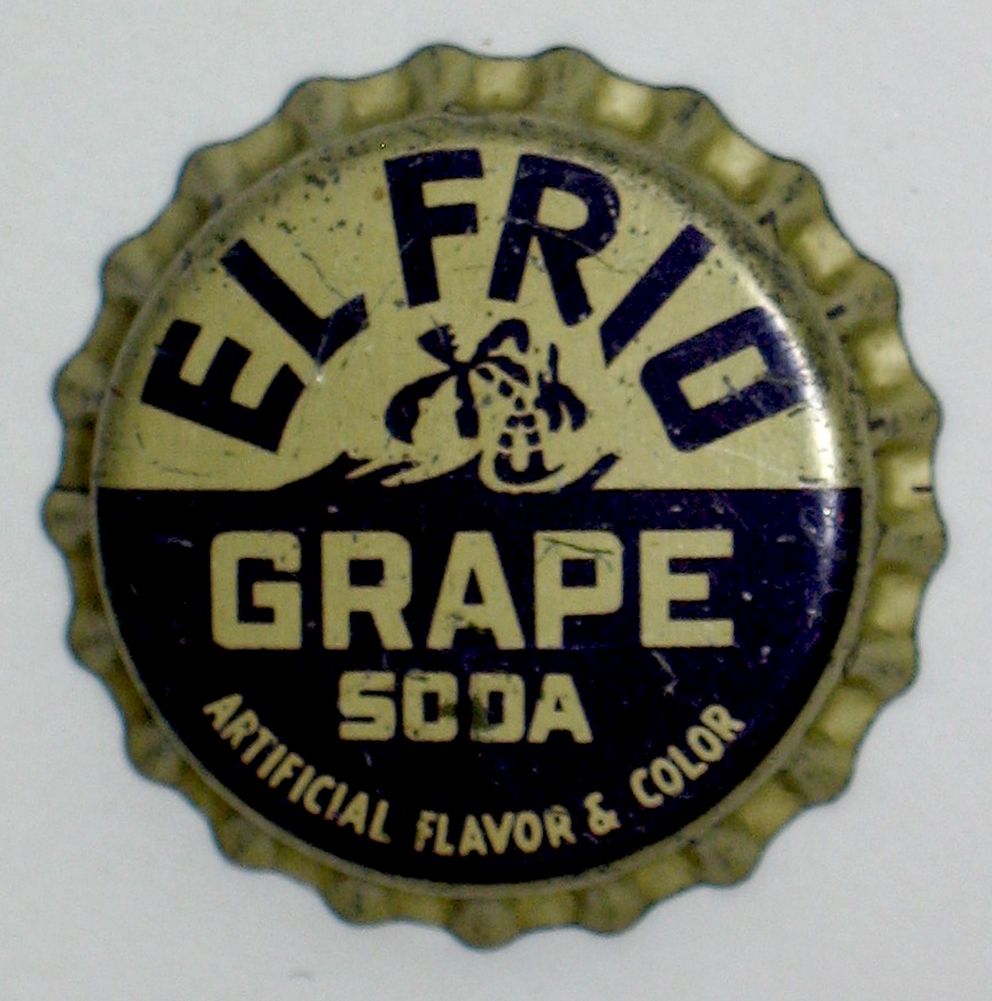 EL FRIO
GRAPE
SODA
ARTIFICIAL FLAVOR & COLOR